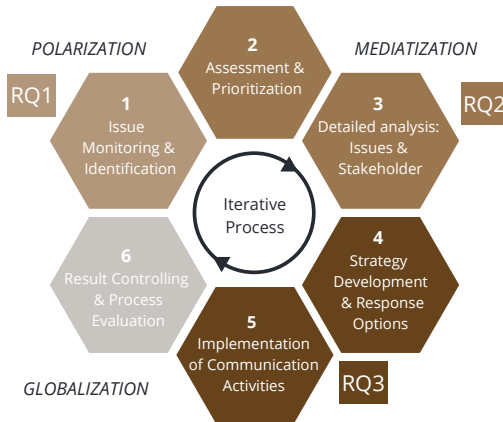 POLARIZATION
MEDIATIZATION
RQ1
2
Assessment &
Prioritization
RQ2
1
Issue
Monitoring &
Identification
3
Detailed analysis:
Issues &
Stakeholder
Iterative
Process
6
Result Controlling
& Process
Evaluation
4
Strategy
Development
& Response
Options
5
Implementation
of Communication
Activities
RQ3
GLOBALIZATION